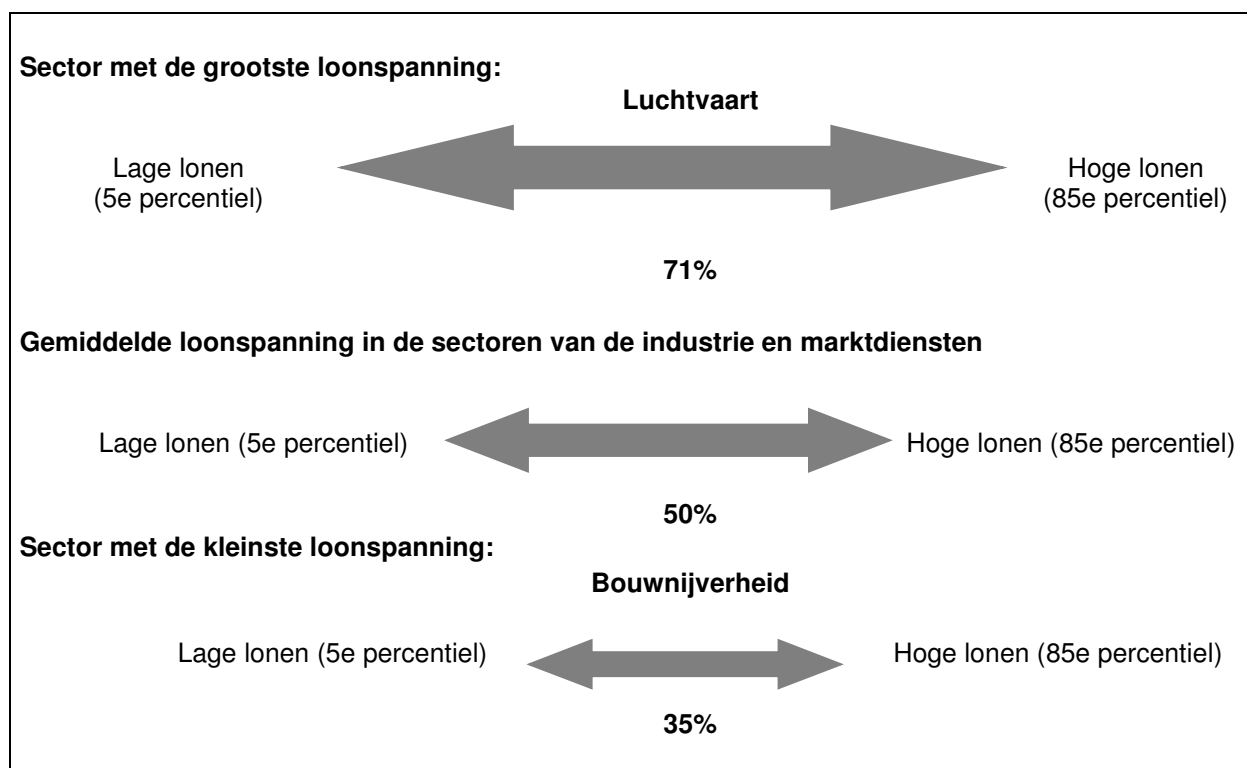 Sector met de grootste loonspanning:
Luchtvaart
Lage lonen
(5e percentiel)
Hoge lonen
(85e percentiel)
71%
Gemiddelde loonspanning in de sectoren van de industrie en marktdiensten
Lage lonen (5e percentiel)
Hoge lonen (85e percentiel)
50%
Sector met de kleinste loonspanning:
Bouwnijverheid
Lage lonen (5e percentiel)
Hoge lonen (85e percentiel)
35%